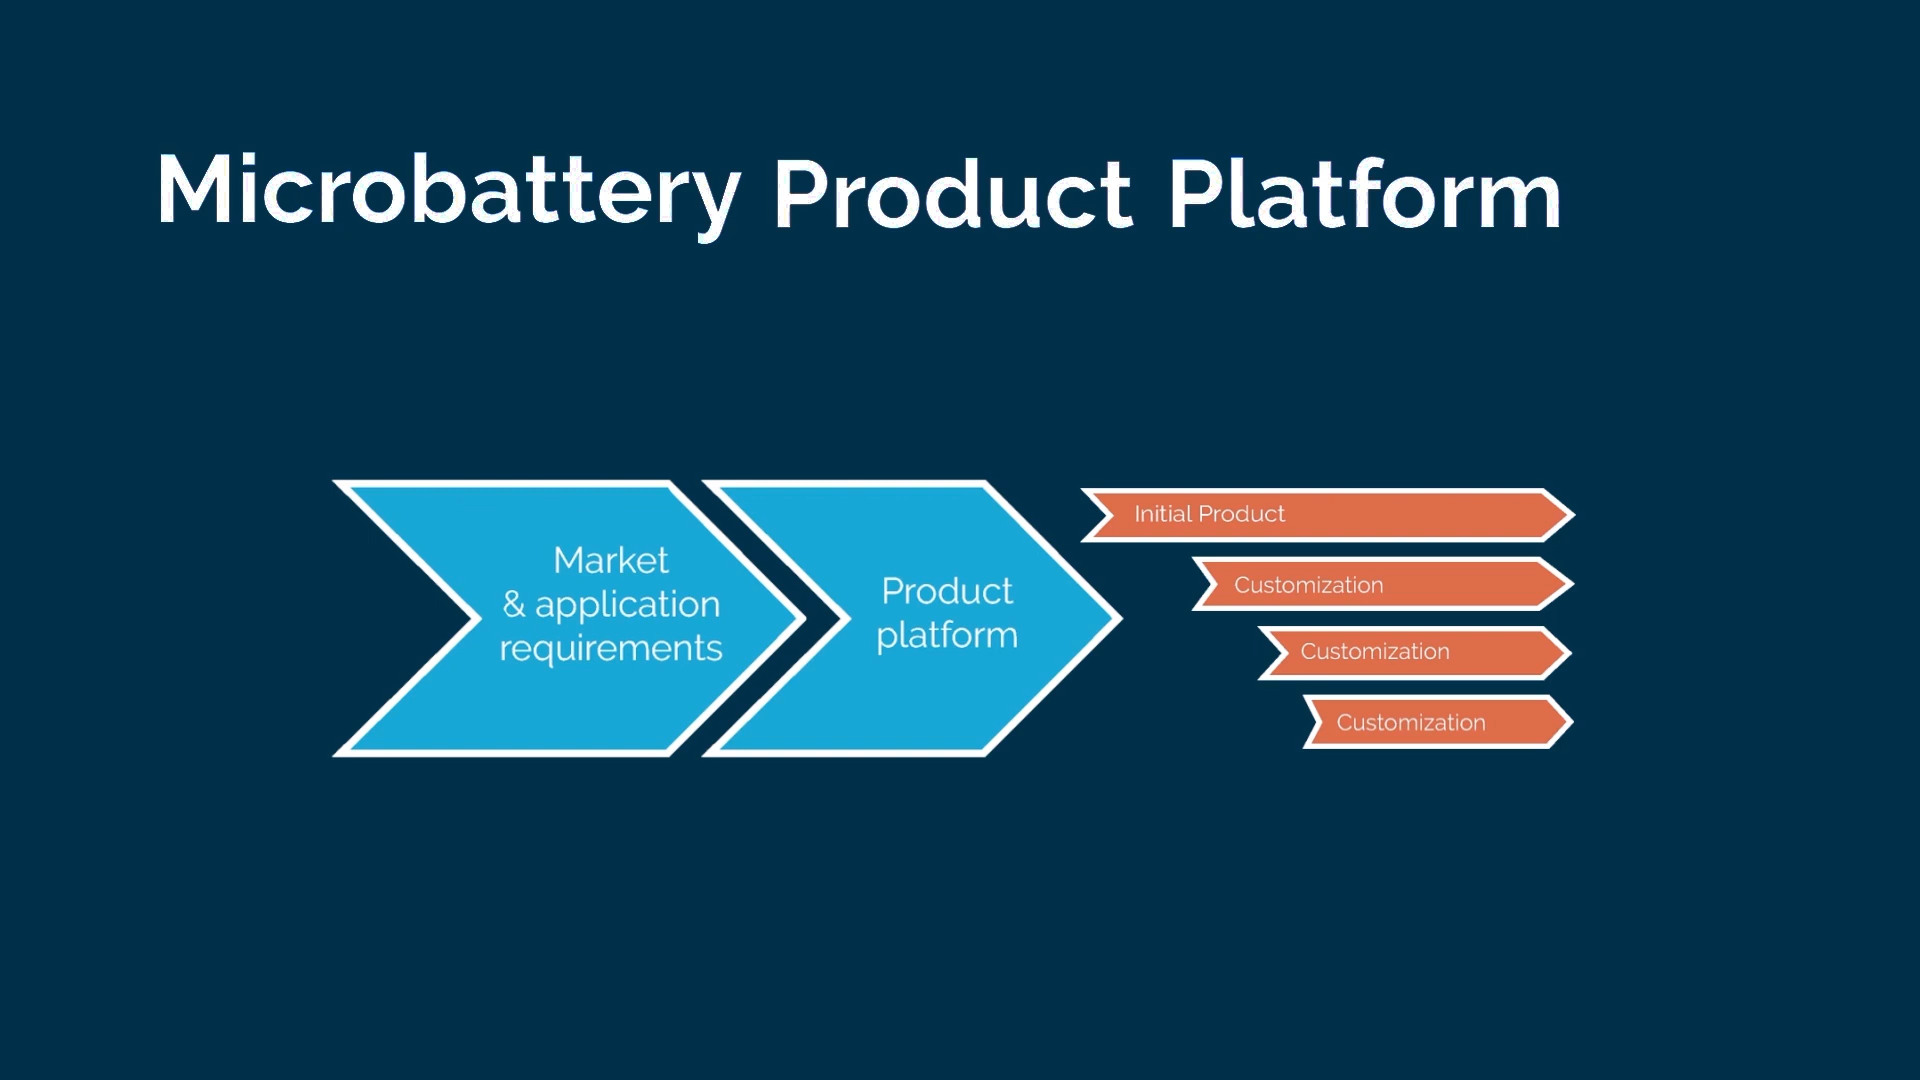 Microbattery Product Platform
Market
& application
requirements
Product
platform
Initial Product
Customization
Customization
Customization